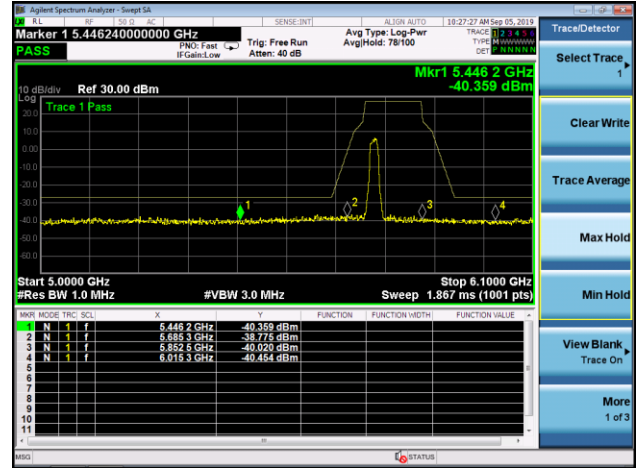 Agilent Spectrum Analyzer - Swept SA
RL RF 50 Ω AC SENSE:INT ALIGN AUTO 10:27:27 AM Sep 05, 2019
Marker 1 5.446240000000 GHz
PASS
PNO: Fast
IFGain:Low
Trig: Free Run
Atten: 40 dB
Avg Type: Log-Pwr
Avg|Hold: 78/100
TRACE 1 2 3 4 5 6
TYPE M
DET P N N N N N
Mkr1 5.446 2 GHz
-40.359 dBm
10 dB/div Ref 30.00 dBm
Log
Trace 1 Pass
20.0
10.0
0.00
-10.0
-20.0
-30.0
-40.0
-50.0
-60.0
1
2
3
4
Start 5.0000 GHz Stop 6.1000 GHz
#Res BW 1.0 MHz #VBW 3.0 MHz Sweep 1.867 ms (1001 pts)
MKR MODE TRC SCL X Y FUNCTION FUNCTION WIDTH FUNCTION VALUE
1 N 1 f 5.446 2 GHz -40.359 dBm
2 N 1 f 5.685 3 GHz -38.775 dBm
3 N 1 f 5.852 5 GHz -40.020 dBm
4 N 1 f 6.015 3 GHz -40.454 dBm
5
6
7
8
9
10
11
MSG STATUS
Trace/Detector
Select Trace
1
Clear Write
Trace Average
Max Hold
Min Hold
View Blank
Trace On
More
1 of 3